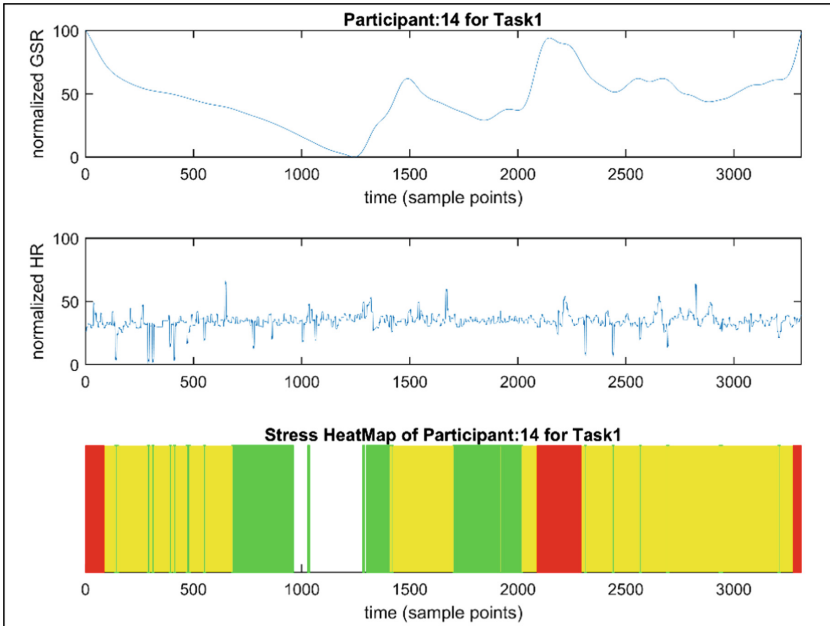 Participant:14 for Task1
100
50
0
normalized GSR
0 500 1000 1500 2000 2500 3000
time (sample points)
100
50
0
normalized HR
0 500 1000 1500 2000 2500 3000
Stress HeatMap of Participant:14 for Task1
0 500 1000 1500 2000 2500 3000
time (sample points)